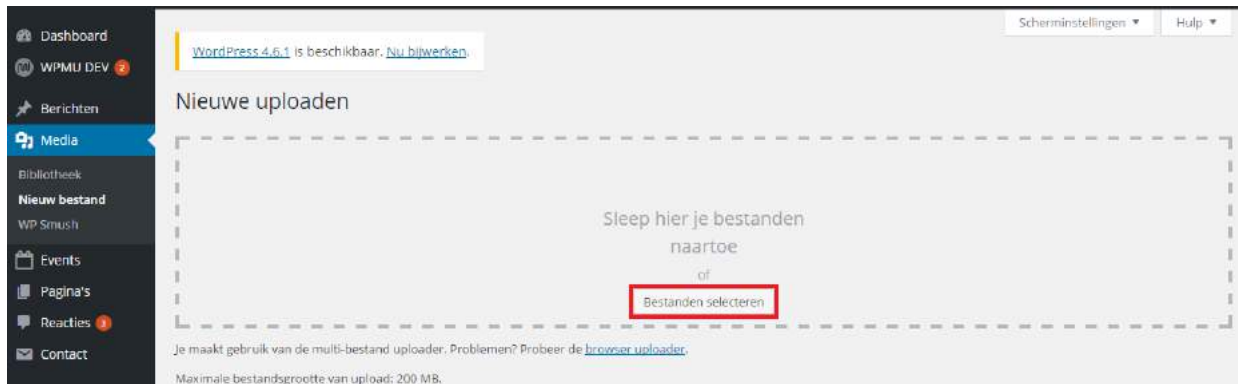 Scherminstellingen
Hulp
Dashboard
WPMU DEV 2
Berichten
Media
Bibliotheek
Nieuw bestand
WP Smush
Events
Pagina's
Reacties 3
Contact
WordPress 4.6.1 is beschikbaar. Nu bijwerken.
Nieuwe uploaden
Sleep hier je bestanden
naartoe
of
Bestanden selecteren
Je maakt gebruik van de multi-bestand uploader. Problemen? Probeer de browser uploader.
Maximale bestandsgrootte van upload: 200 MB.